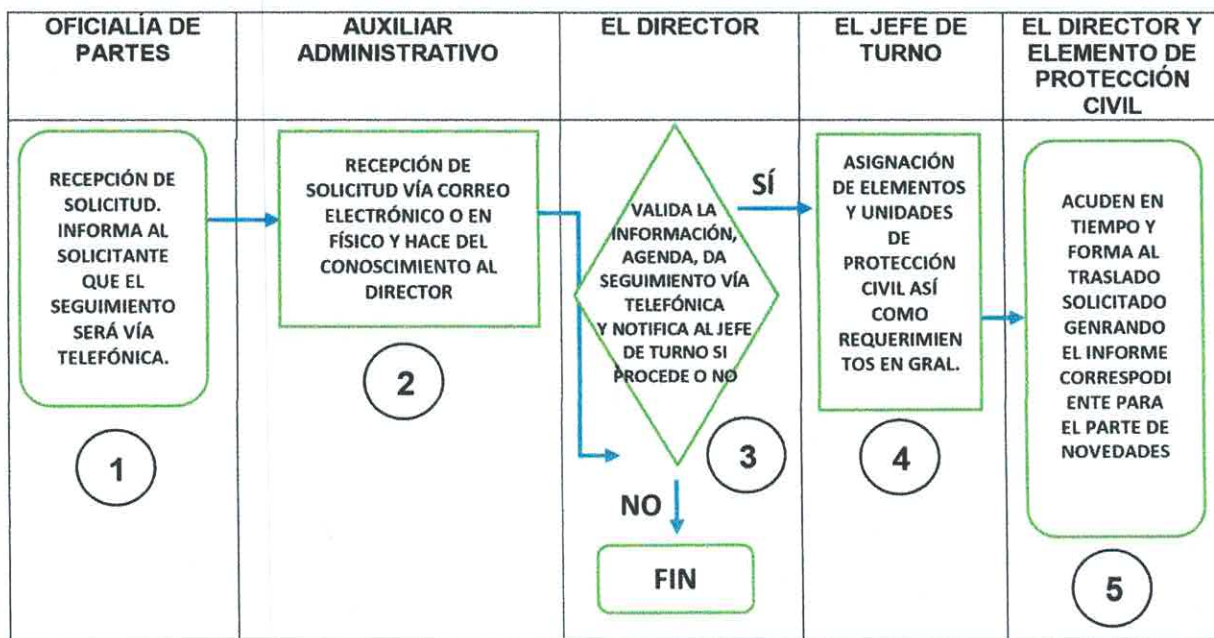 OFICIALÍA DE
PARTES
AUXILIAR
ADMINISTRATIVO
EL DIRECTOR
EL JEFE DE
TURNO
EL DIRECTOR Y
ELEMENTO DE
PROTECCIÓN
CIVIL
RECEPCIÓN DE
SOLICITUD.
INFORMA AL
SOLICITANTE
QUE EL
SEGUIMIENTO
SERÁ VÍA
TELEFÓNICA.
1
RECEPCIÓN DE
SOLICITUD VÍA CORREO
ELECTRÓNICO O EN
FÍSICO Y HACE DEL
CONOSCIMIENTO AL
DIRECTOR
2
VALIDA LA
INFORMACIÓN,
AGENDA, DA
SEGUIMIENTO VÍA
TELEFÓNICA
Y NOTIFICA AL JEFE
DE TURNO SI
PROCEDE O NO
3
SÍ
NO
FIN
ASIGNACIÓN
DE ELEMENTOS
Y UNIDADES
DE
PROTECCIÓN
CIVIL ASÍ
COMO
REQUERIMIEN
TOS EN GRAL.
4
ACUDEN EN
TIEMPO Y
FORMA AL
TRASLADO
SOLICITADO
GENRANDO
EL INFORME
CORRESPODI
ENTE PARA
EL PARTE DE
NOVEDADES
5